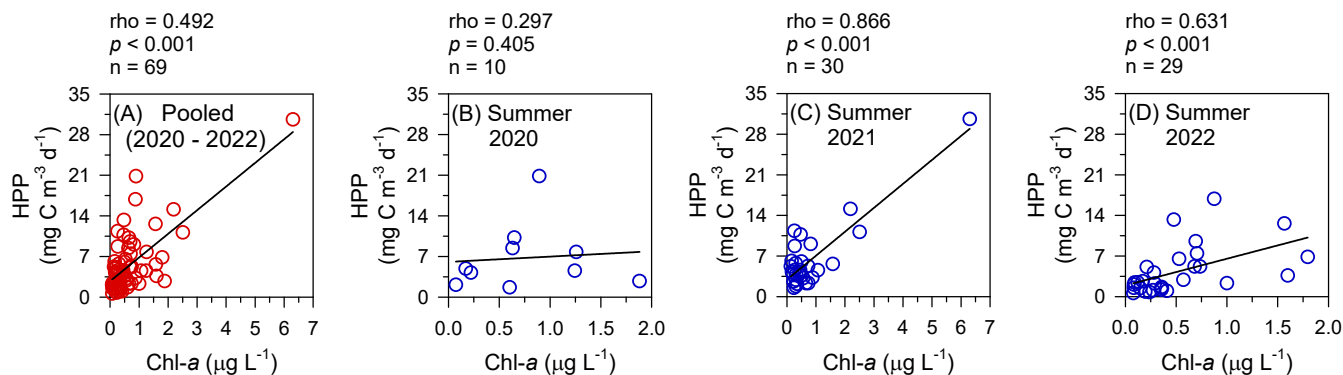 rho = 0.492
p < 0.001
n = 69
(A) Pooled
(2020 - 2022)
HPP
(mg C m⁻³ d⁻¹)
35
28
21
14
7
0
0 1 2 3 4 5 6 7
Chl-a (μg L⁻¹)
rho = 0.297
p = 0.405
n = 10
(B) Summer
2020
HPP
(mg C m⁻³ d⁻¹)
35
28
21
14
7
0
0.0 0.5 1.0 1.5 2.0
Chl-a (μg L⁻¹)
rho = 0.866
p < 0.001
n = 30
(C) Summer
2021
HPP
(mg C m⁻³ d⁻¹)
35
28
21
14
7
0
0 1 2 3 4 5 6 7
Chl-a (μg L⁻¹)
rho = 0.631
p < 0.001
n = 29
(D) Summer
2022
HPP
(mg C m⁻³ d⁻¹)
35
28
21
14
7
0
0.0 0.5 1.0 1.5 2.0
Chl-a (μg L⁻¹)